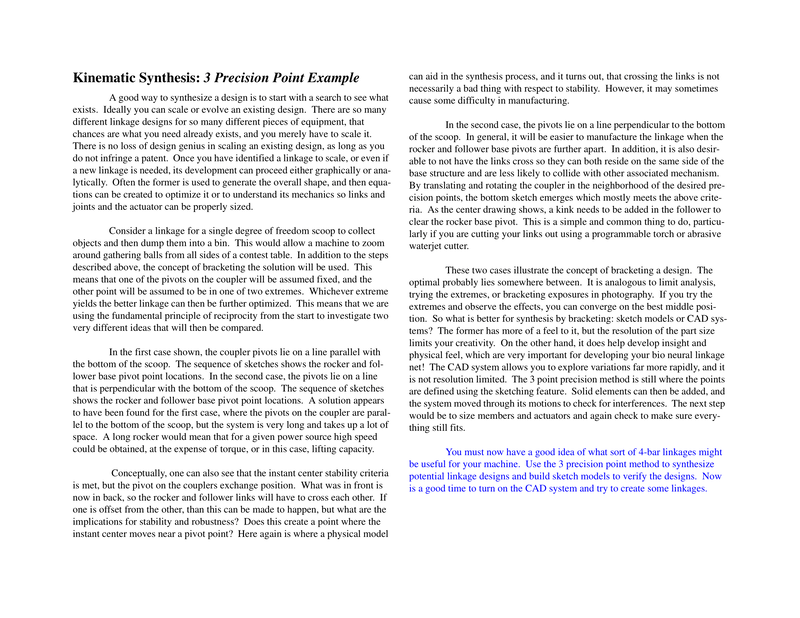 Kinematic Synthesis: 3 Precision Point Example
A good way to synthesize a design is to start with a search to see what
exists. Ideally you can scale or evolve an existing design. There are so many
different linkage designs for so many different pieces of equipment, that
chances are what you need already exists, and you merely have to scale it.
There is no loss of design genius in scaling an existing design, as long as you
do not infringe a patent. Once you have identified a linkage to scale, or even if
a new linkage is needed, its development can proceed either graphically or ana-
lytically. Often the former is used to generate the overall shape, and then equa-
tions can be created to optimize it or to understand its mechanics so links and
joints and the actuator can be properly sized.
Consider a linkage for a single degree of freedom scoop to collect
objects and then dump them into a bin. This would allow a machine to zoom
around gathering balls from all sides of a contest table. In addition to the steps
described above, the concept of bracketing the solution will be used. This
means that one of the pivots on the coupler will be assumed fixed, and the
other point will be assumed to be in one of two extremes. Whichever extreme
yields the better linkage can then be further optimized. This means that we are
using the fundamental principle of reciprocity from the start to investigate two
very different ideas that will then be compared.
In the first case shown, the coupler pivots lie on a line parallel with
the bottom of the scoop. The sequence of sketches shows the rocker and fol-
lower base pivot point locations. In the second case, the pivots lie on a line
that is perpendicular with the bottom of the scoop. The sequence of sketches
shows the rocker and follower base pivot point locations. A solution appears
to have been found for the first case, where the pivots on the coupler are paral-
lel to the bottom of the scoop, but the system is very long and takes up a lot of
space. A long rocker would mean that for a given power source high speed
could be obtained, at the expense of torque, or in this case, lifting capacity.
Conceptually, one can also see that the instant center stability criteria
is met, but the pivot on the couplers exchange position. What was in front is
now in back, so the rocker and follower links will have to cross each other. If
one is offset from the other, than this can be made to happen, but what are the
implications for stability and robustness? Does this create a point where the
instant center moves near a pivot point? Here again is where a physical model
can aid in the synthesis process, and it turns out, that crossing the links is not
necessarily a bad thing with respect to stability. However, it may sometimes
cause some difficulty in manufacturing.
In the second case, the pivots lie on a line perpendicular to the bottom
of the scoop. In general, it will be easier to manufacture the linkage when the
rocker and follower base pivots are further apart. In addition, it is also desir-
able to not have the links cross so they can both reside on the same side of the
base structure and are less likely to collide with other associated mechanism.
By translating and rotating the coupler in the neighborhood of the desired pre-
cision points, the bottom sketch emerges which mostly meets the above crite-
ria. As the center drawing shows, a kink needs to be added in the follower to
clear the rocker base pivot. This is a simple and common thing to do, particu-
larly if you are cutting your links out using a programmable torch or abrasive
waterjet cutter.
These two cases illustrate the concept of bracketing a design. The
optimal probably lies somewhere between. It is analogous to limit analysis,
trying the extremes, or bracketing exposures in photography. If you try the
extremes and observe the effects, you can converge on the best middle posi-
tion. So what is better for synthesis by bracketing: sketch models or CAD sys-
tems? The former has more of a feel to it, but the resolution of the part size
limits your creativity. On the other hand, it does help develop insight and
physical feel, which are very important for developing your bio neural linkage
net! The CAD system allows you to explore variations far more rapidly, and it
is not resolution limited. The 3 point precision method is still where the points
are defined using the sketching feature. Solid elements can then be added, and
the system moved through its motions to check for interferences. The next step
would be to size members and actuators and again check to make sure every-
thing still fits.
You must now have a good idea of what sort of 4-bar linkages might
be useful for your machine. Use the 3 precision point method to synthesize
potential linkage designs and build sketch models to verify the designs. Now
is a good time to turn on the CAD system and try to create some linkages.